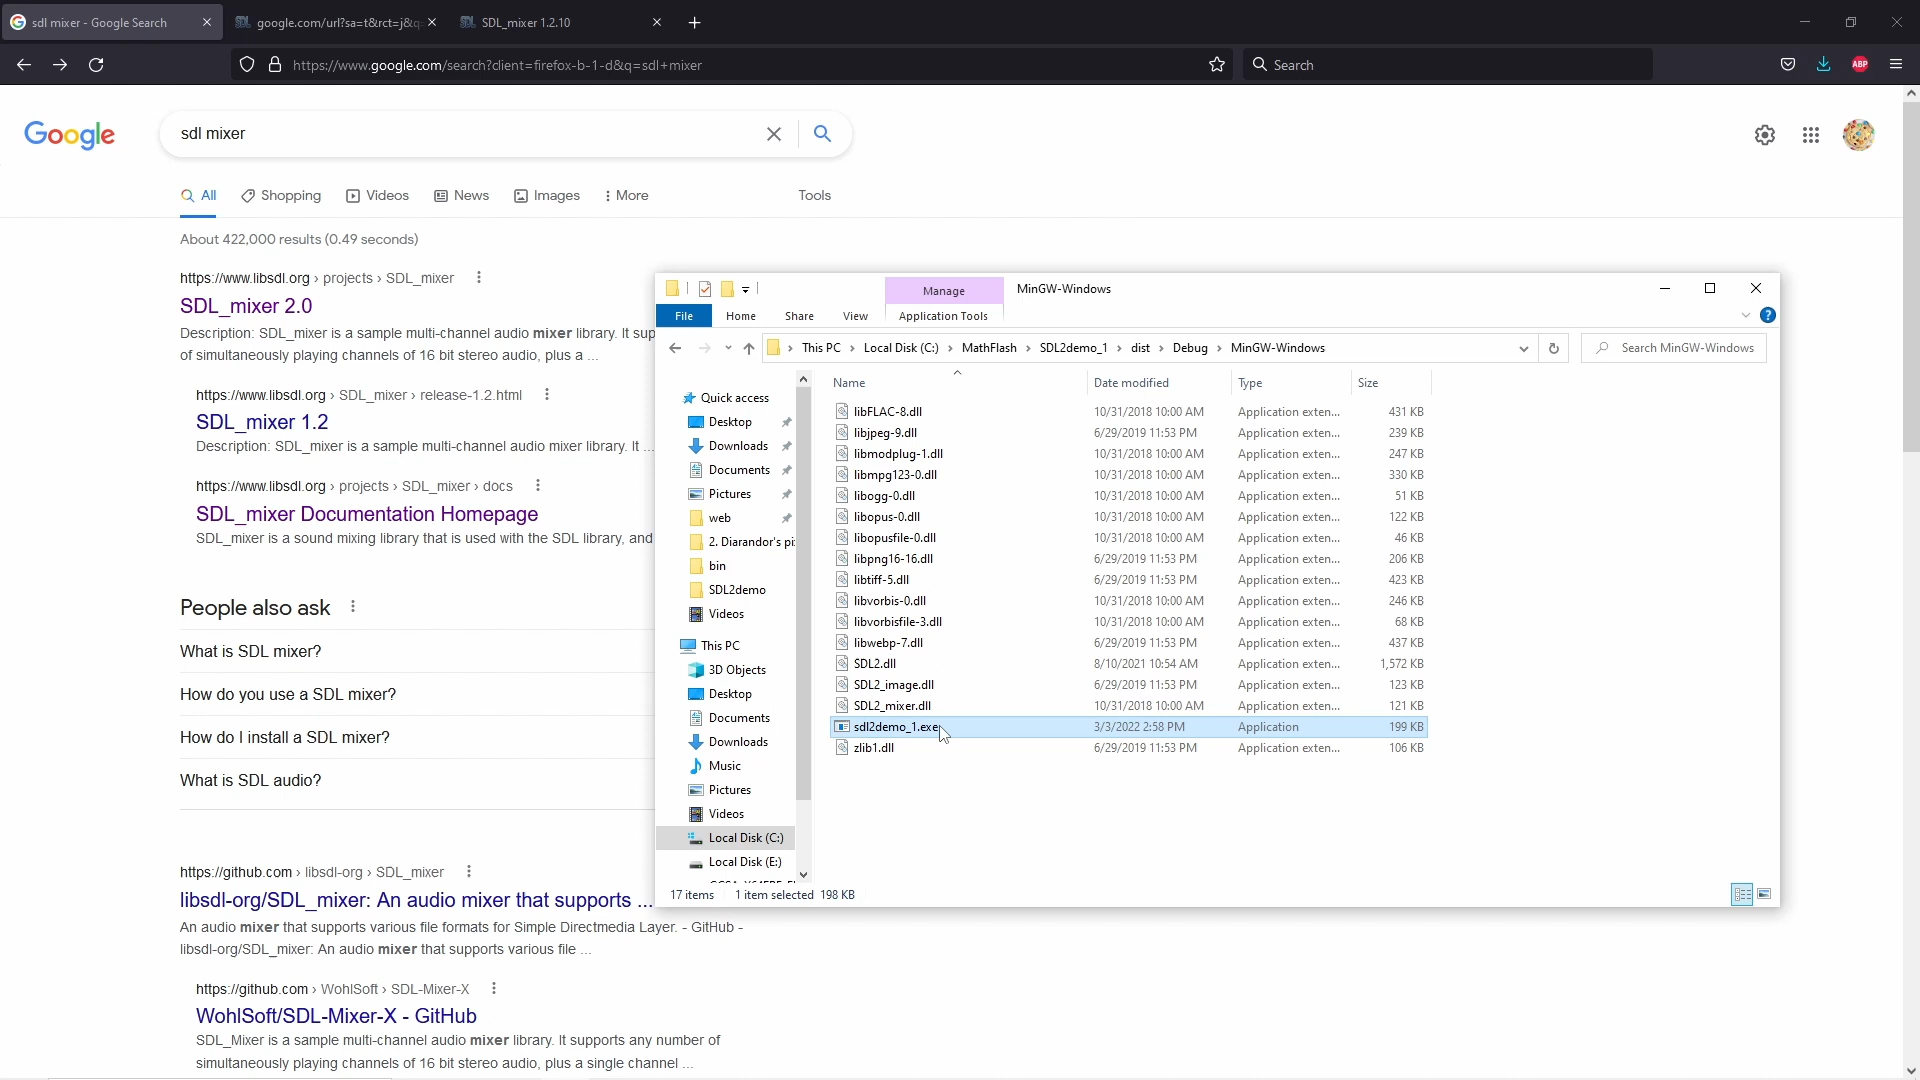 sdl mixer - Google Search
google.com/url?sa=t&rct=j&q
SDL_mixer 1.2.10
https://www.google.com/search?client=firefox-b-1-d&q=sdl+mixer
Search
ABP
Google
sdl mixer
All
Shopping
Videos
News
Images
More
Tools
About 422,000 results (0.49 seconds)
https://www.libsdl.org › projects › SDL_mixer
SDL_mixer 2.0
Description: SDL_mixer is a sample multi-channel audio mixer library. It sup
of simultaneously playing channels of 16 bit stereo audio, plus a ...
https://www.libsdl.org › SDL_mixer › release-1.2.html
SDL_mixer 1.2
Description: SDL_mixer is a sample multi-channel audio mixer library. It ...
https://www.libsdl.org › projects › SDL_mixer › docs
SDL_mixer Documentation Homepage
SDL_mixer is a sound mixing library that is used with the SDL library, and
People also ask
What is SDL mixer?
How do you use a SDL mixer?
How do I install a SDL mixer?
What is SDL audio?
https://github.com › libsdl-org › SDL_mixer
libsdl-org/SDL_mixer: An audio mixer that supports ...
An audio mixer that supports various file formats for Simple Directmedia Layer. - GitHub -
libsdl-org/SDL_mixer: An audio mixer that supports various file ...
https://github.com › WohlSoft › SDL-Mixer-X
WohlSoft/SDL-Mixer-X - GitHub
SDL_Mixer is a sample multi-channel audio mixer library. It supports any number of
simultaneously playing channels of 16 bit stereo audio, plus a single channel ...
Manage
MinGW-Windows
File
Home
Share
View
Application Tools
This PC › Local Disk (C:) › MathFlash › SDL2demo_1 › dist › Debug › MinGW-Windows
Search MinGW-Windows
Quick access
Desktop
Downloads
Documents
Pictures
web
2. Diarandor's pi
bin
SDL2demo
Videos
This PC
3D Objects
Desktop
Documents
Downloads
Music
Pictures
Videos
Local Disk (C:)
Local Disk (E:)
Name Date modified Type Size
libFLAC-8.dll 10/31/2018 10:00 AM Application exten... 431 KB
libjpeg-9.dll 6/29/2019 11:53 PM Application exten... 239 KB
libmodplug-1.dll 10/31/2018 10:00 AM Application exten... 247 KB
libmpg123-0.dll 10/31/2018 10:00 AM Application exten... 330 KB
libogg-0.dll 10/31/2018 10:00 AM Application exten... 51 KB
libopus-0.dll 10/31/2018 10:00 AM Application exten... 122 KB
libopusfile-0.dll 10/31/2018 10:00 AM Application exten... 46 KB
libpng16-16.dll 6/29/2019 11:53 PM Application exten... 206 KB
libtiff-5.dll 6/29/2019 11:53 PM Application exten... 423 KB
libvorbis-0.dll 10/31/2018 10:00 AM Application exten... 246 KB
libvorbisfile-3.dll 10/31/2018 10:00 AM Application exten... 68 KB
libwebp-7.dll 6/29/2019 11:53 PM Application exten... 437 KB
SDL2.dll 8/10/2021 10:54 AM Application exten... 1,572 KB
SDL2_image.dll 6/29/2019 11:53 PM Application exten... 123 KB
SDL2_mixer.dll 10/31/2018 10:00 AM Application exten... 121 KB
sdl2demo_1.exe 3/3/2022 2:58 PM Application 199 KB
zlib1.dll 6/29/2019 11:53 PM Application exten... 106 KB
17 items 1 item selected 198 KB